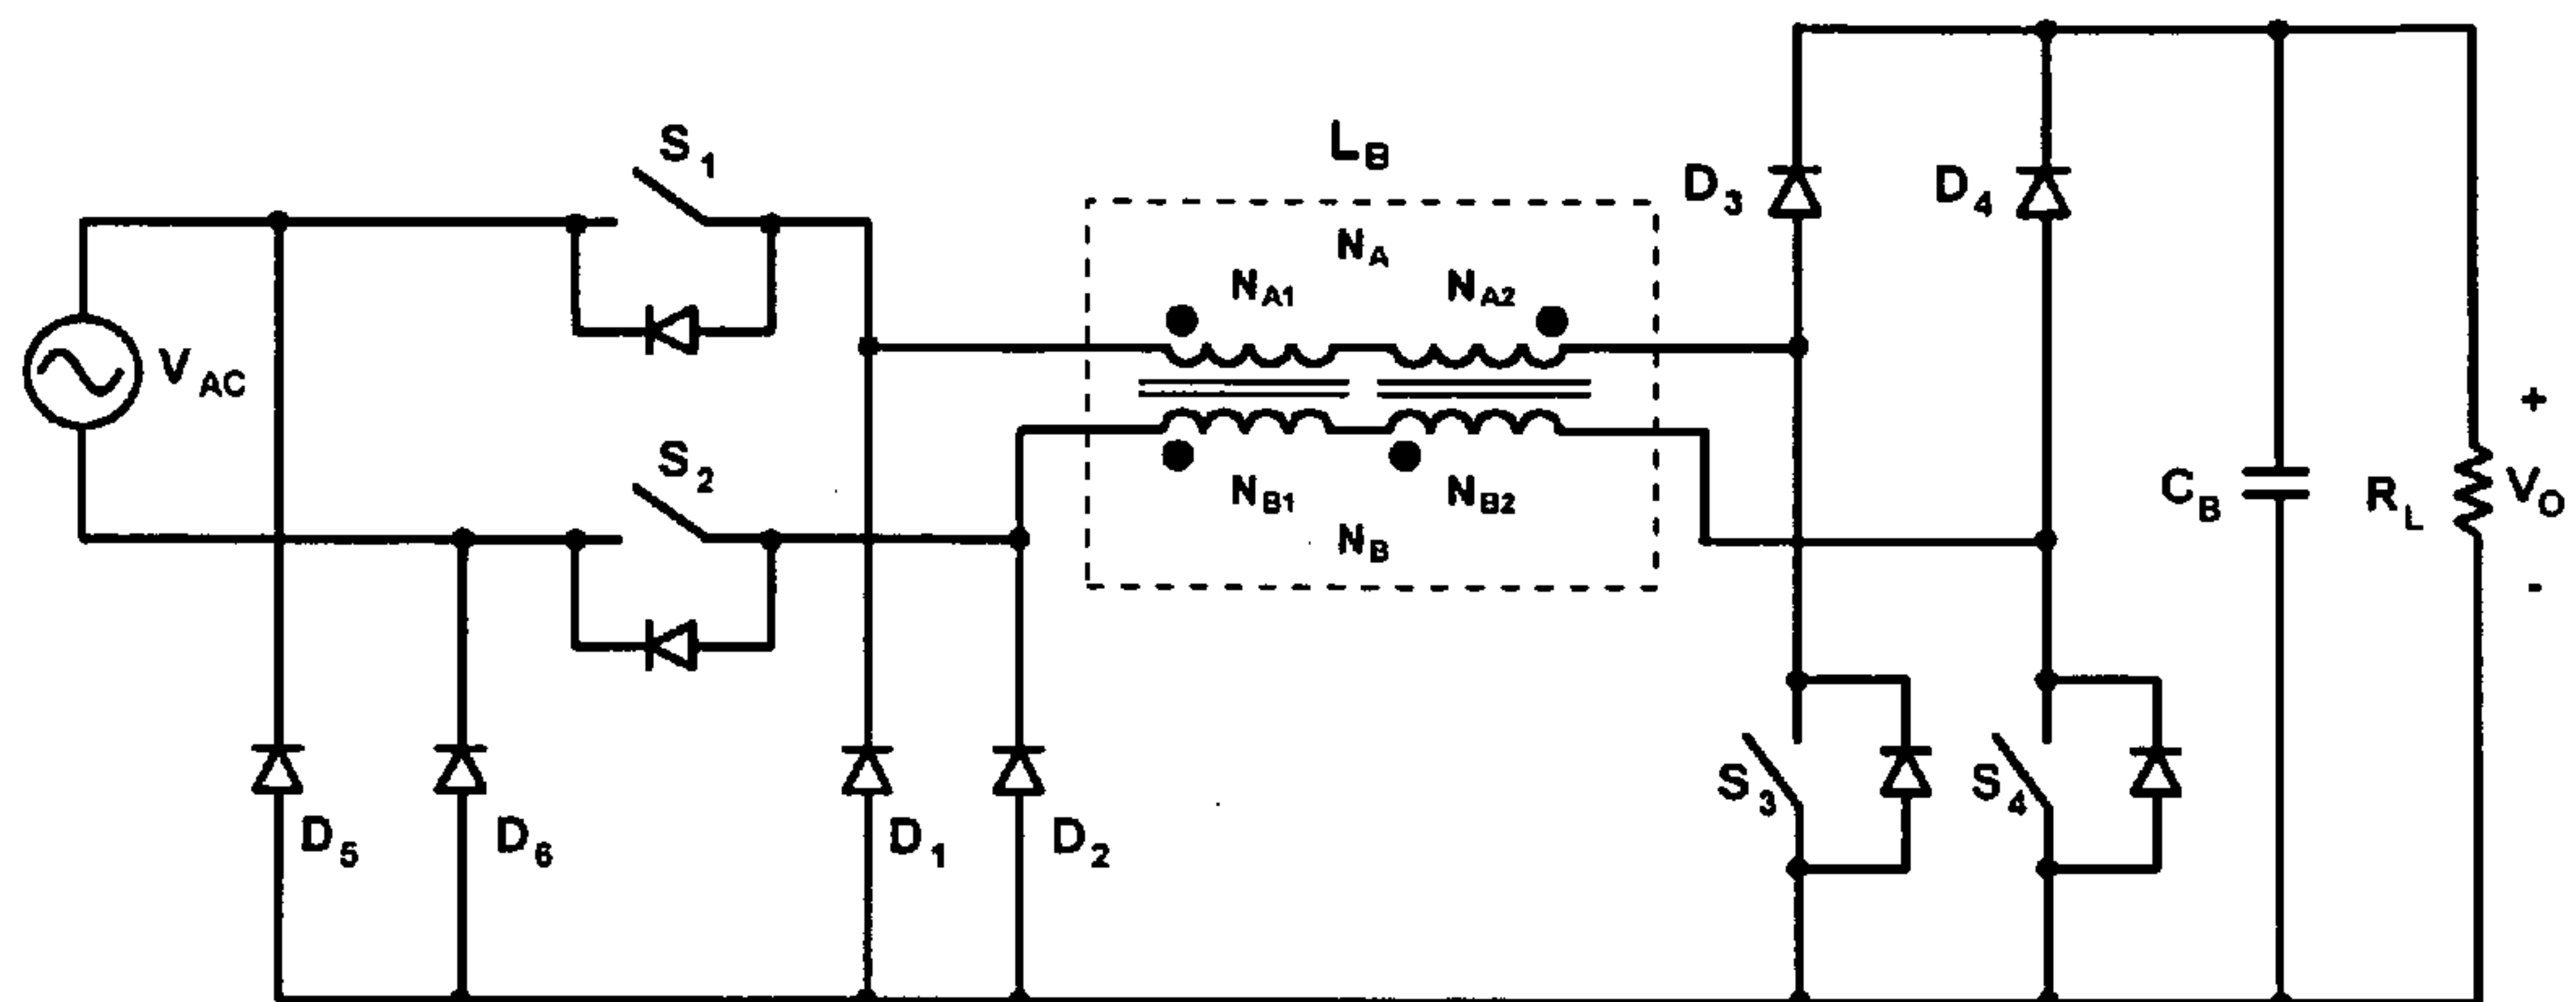 S1
LB
D3
D4
NA
NA1
NA2
VAC
S2
NB1
NB2
NB
CB
RL
+
VO
-
S3
S4
D5
D6
D1
D2